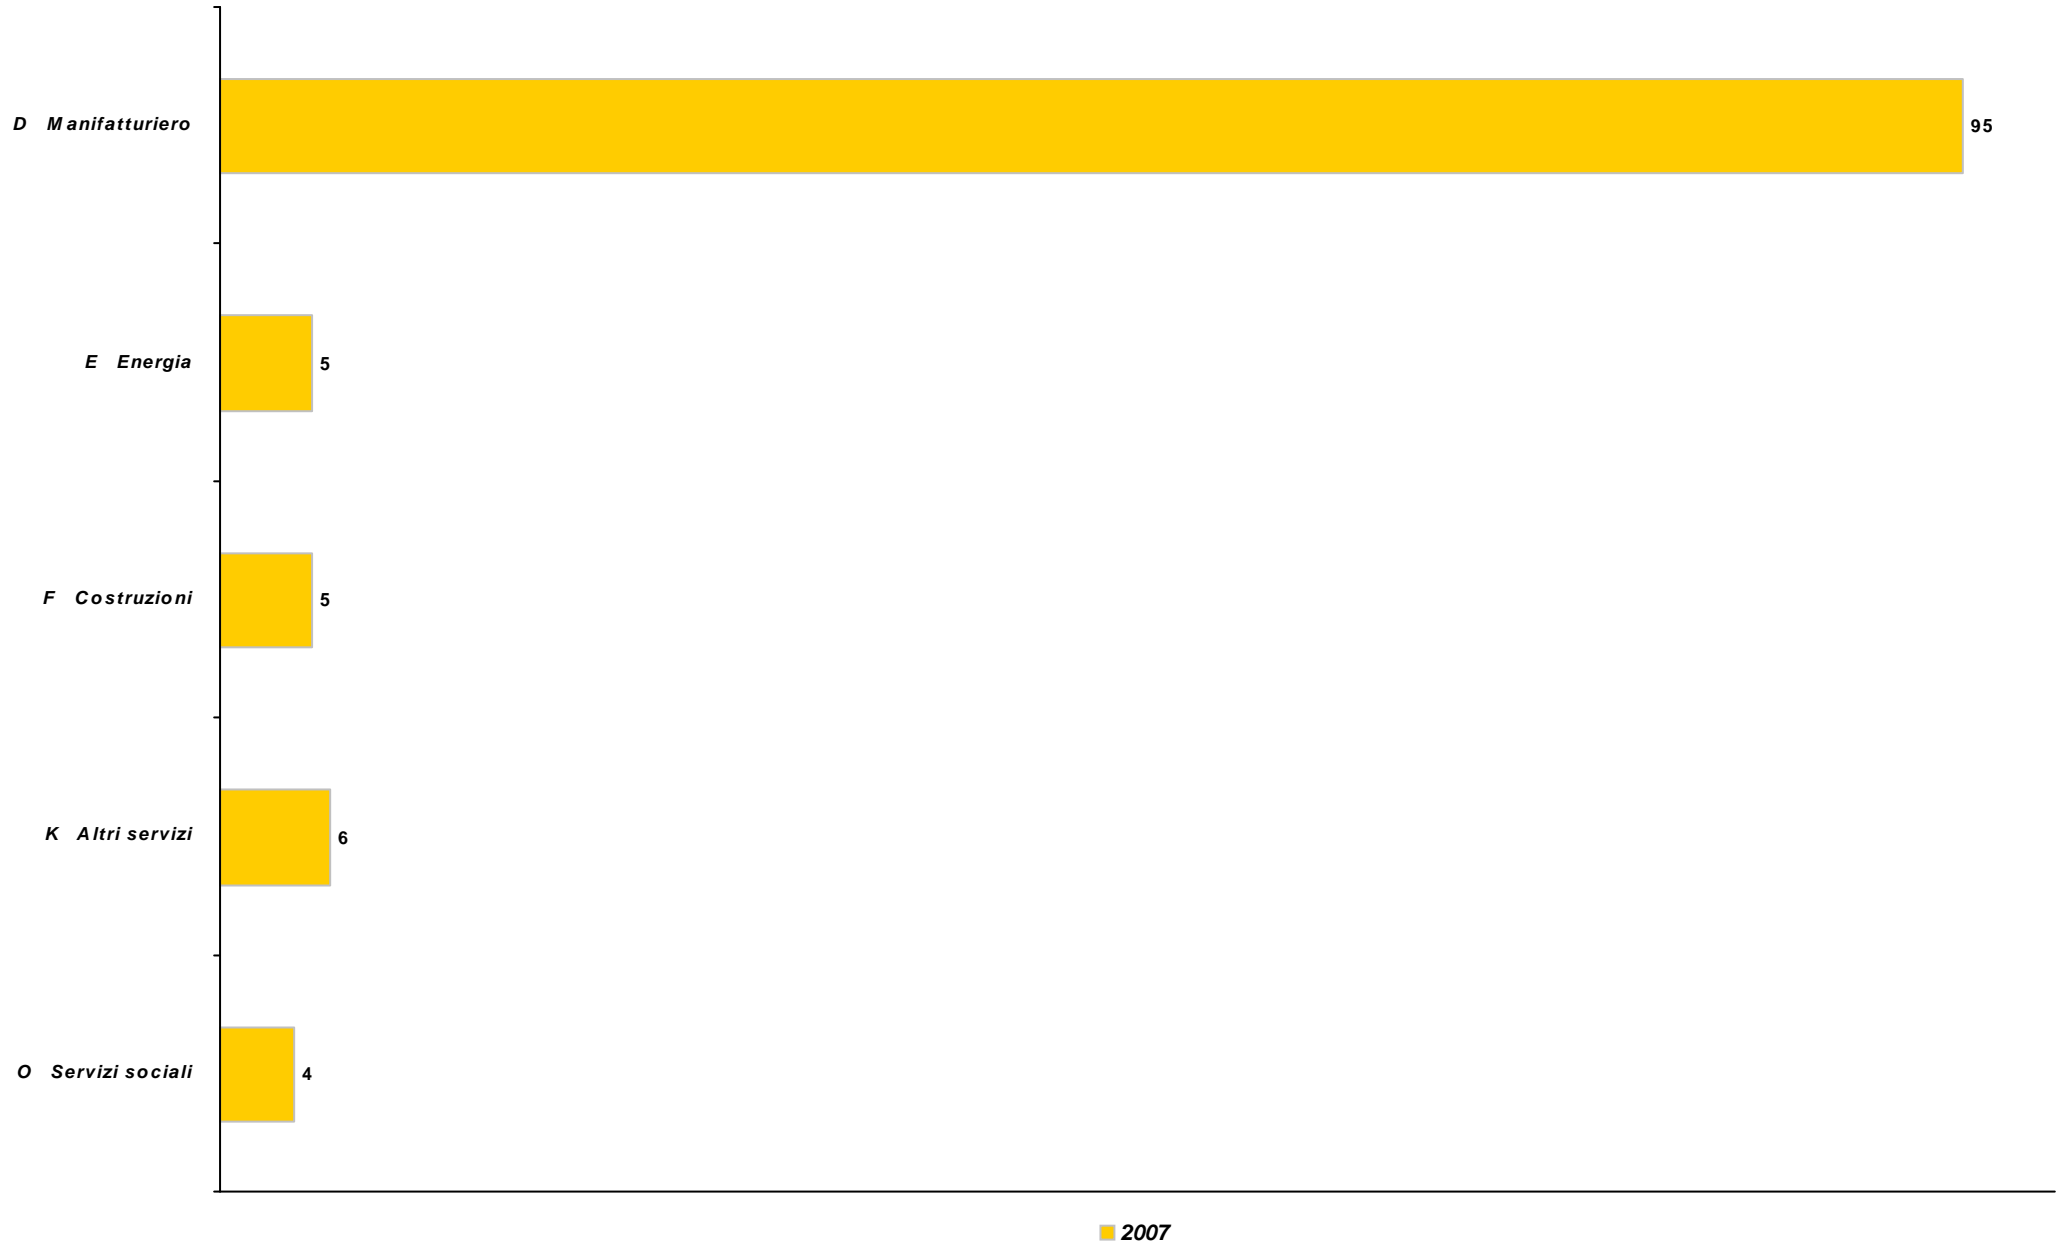 D Manifatturiero
95
E Energia
5
F Costruzioni
5
K Altri servizi
6
O Servizi sociali
4
2007